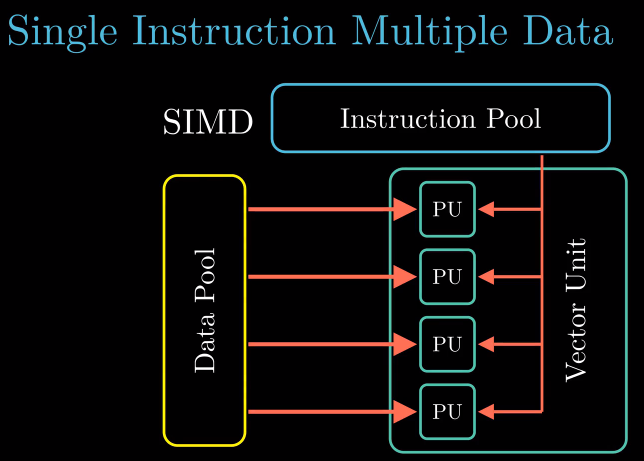 Single Instruction Multiple Data
SIMD
Instruction Pool
Data Pool
PU
PU
PU
PU
Vector Unit